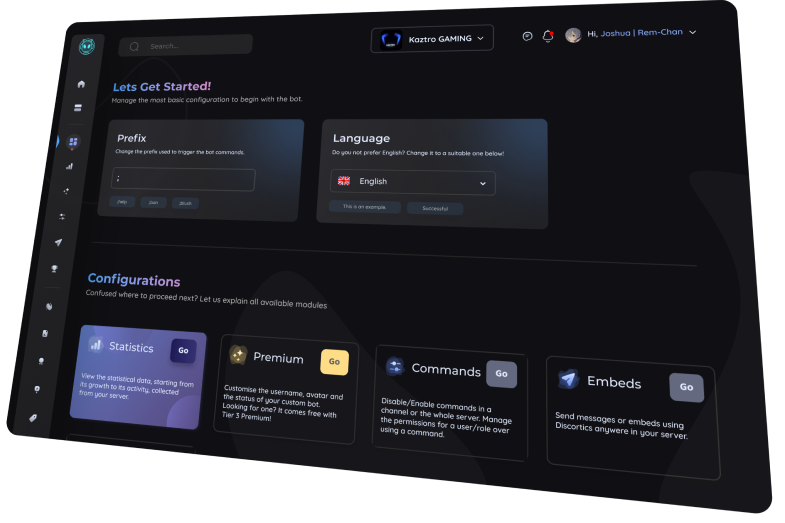 Search...
Kaztro GAMING
Hi, Joshua | Rem-Chan
Lets Get Started!
Manage the most basic configuration to begin with the bot.
Prefix
Change the prefix used to trigger the bot commands.
;
Language
Do you not prefer English? Change it to a suitable one below!
English
This is an example.
Successful
Configurations
Confused where to proceed next? Let us explain all available modules
Statistics
Go
View the statistical data, starting from
its growth to its activity, collected
from your server.
Premium
Go
Customise the username, avatar and
the status of your custom bot.
Looking for one? It comes free with
Tier 3 Premium!
Commands
Go
Disable/Enable commands in a
channel or the whole server. Manage
the permissions for a user/role over
using a command.
Embeds
Go
Send messages or embeds using
Discortics anywere in your server.